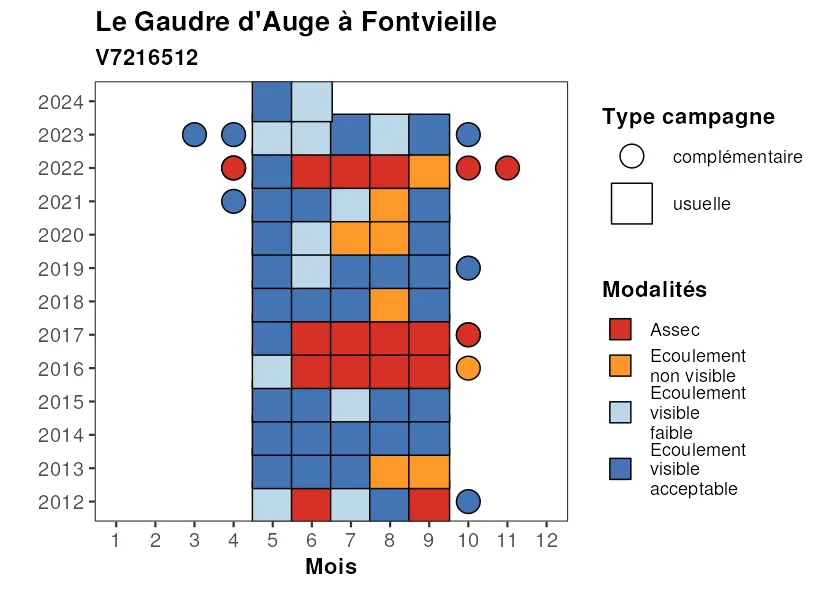 Le Gaudre d'Auge à Fontvieille
V7216512
2024
2023
2022
2021
2020
2019
2018
2017
2016
2015
2014
2013
2012
1 2 3 4 5 6 7 8 9 10 11 12
Mois
Type campagne
complémentaire
usuelle
Modalités
Assec
Ecoulement
non visible
Ecoulement
visible
faible
Ecoulement
visible
acceptable